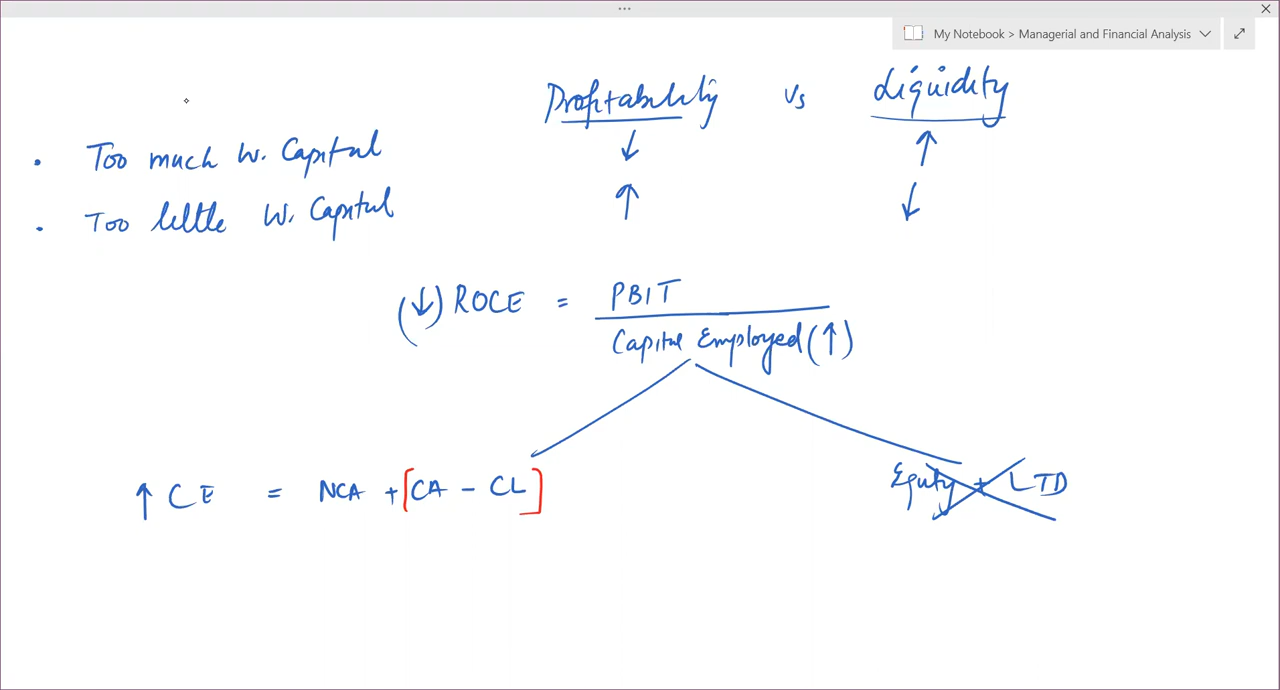 ...
My Notebook > Managerial and Financial Analysis
Profitability Vs Liquidity
• Too much W. Capital ↓ ↑
• Too little W. Capital ↑ ↓
(↓) ROCE = PBIT
Capital Employed (↑)
↑ CE = NCA + [CA - CL]
Equity + LTD